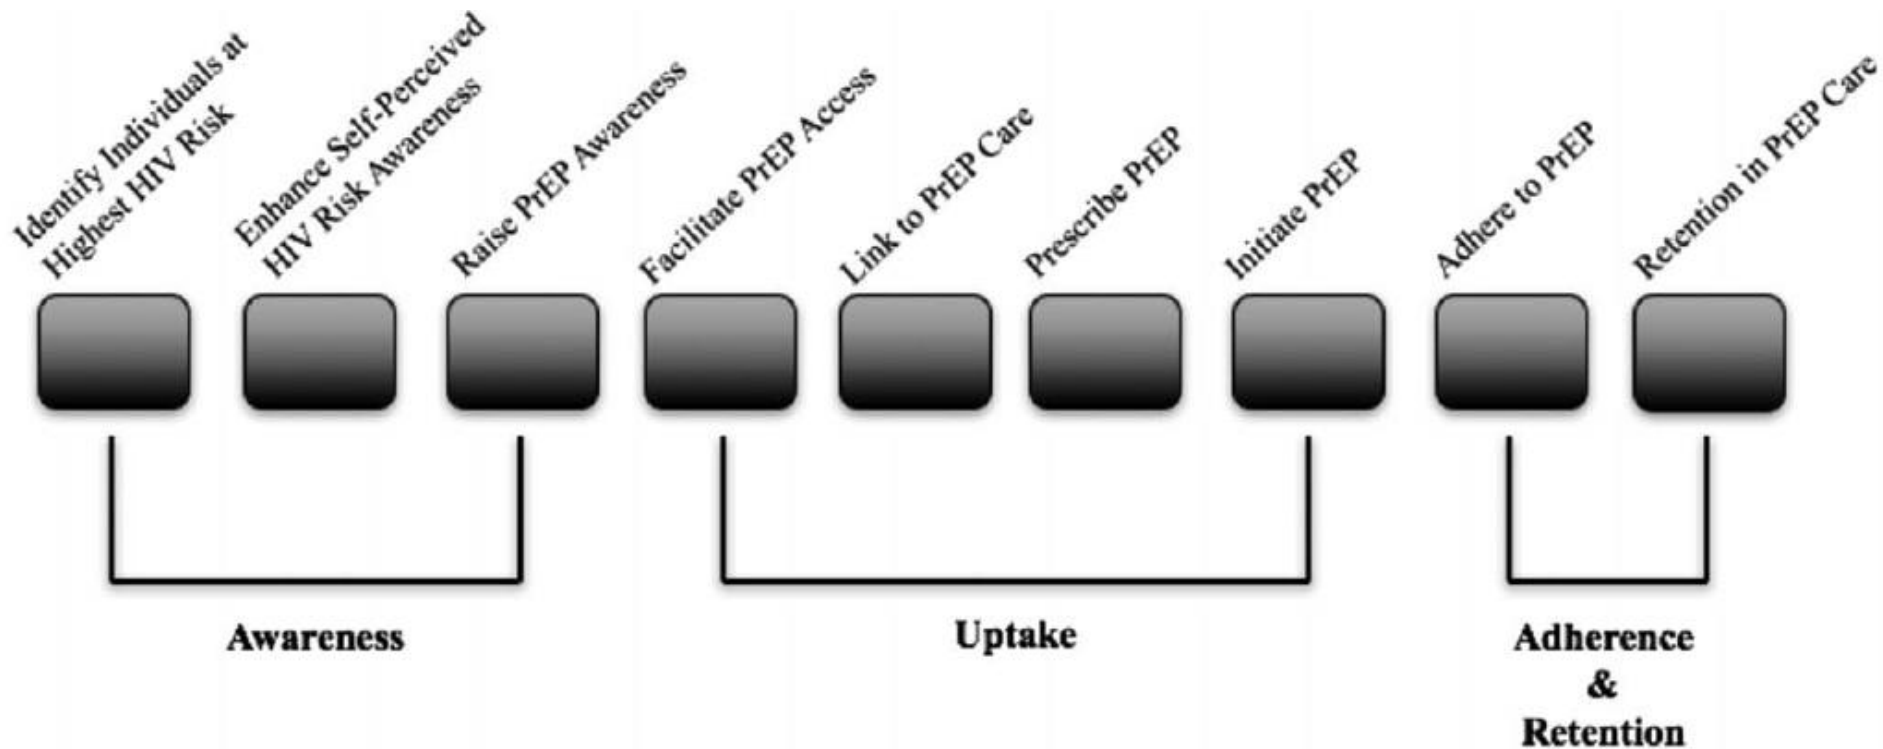 Identify Individuals at
Highest HIV Risk
Enhance Self-Perceived
HIV Risk Awareness
Raise PrEP Awareness
Facilitate PrEP Access
Link to PrEP Care
Prescribe PrEP
Initiate PrEP
Adhere to PrEP
Retention in PrEP Care
Awareness
Uptake
Adherence
&
Retention